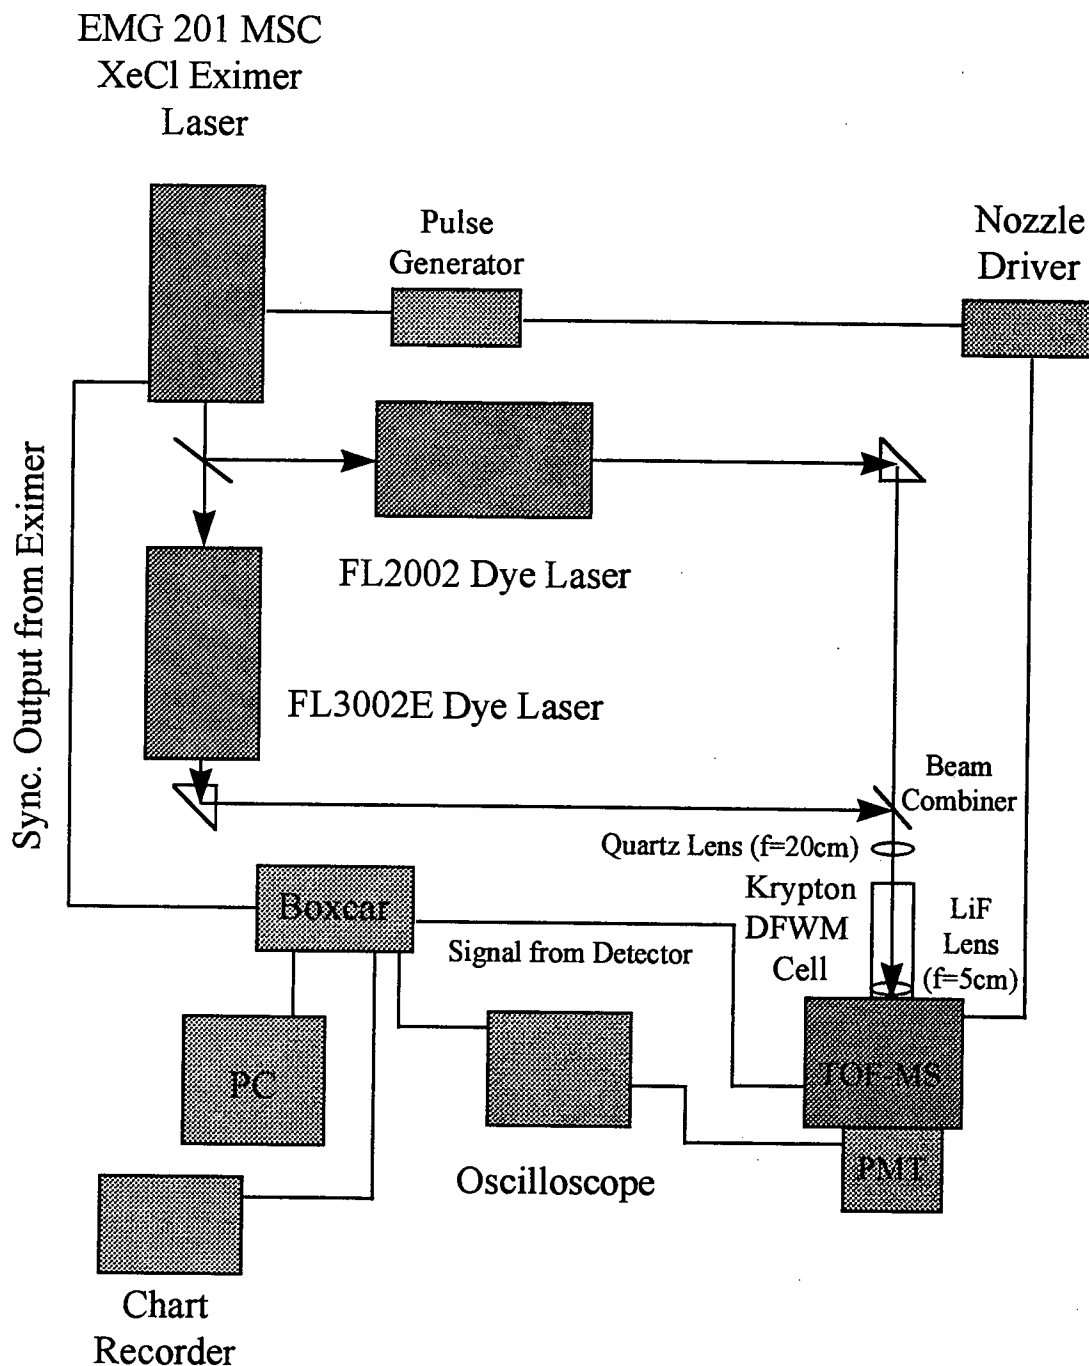 EMG 201 MSC
XeCl Eximer
Laser
Pulse
Generator
Nozzle
Driver
Sync. Output from Eximer
FL2002 Dye Laser
FL3002E Dye Laser
Beam
Combiner
Quartz Lens (f=20cm)
Krypton
DFWM
Cell
LiF
Lens
(f=5cm)
Boxcar
Signal from Detector
PC
TOF-MS
PMT
Oscilloscope
Chart
Recorder